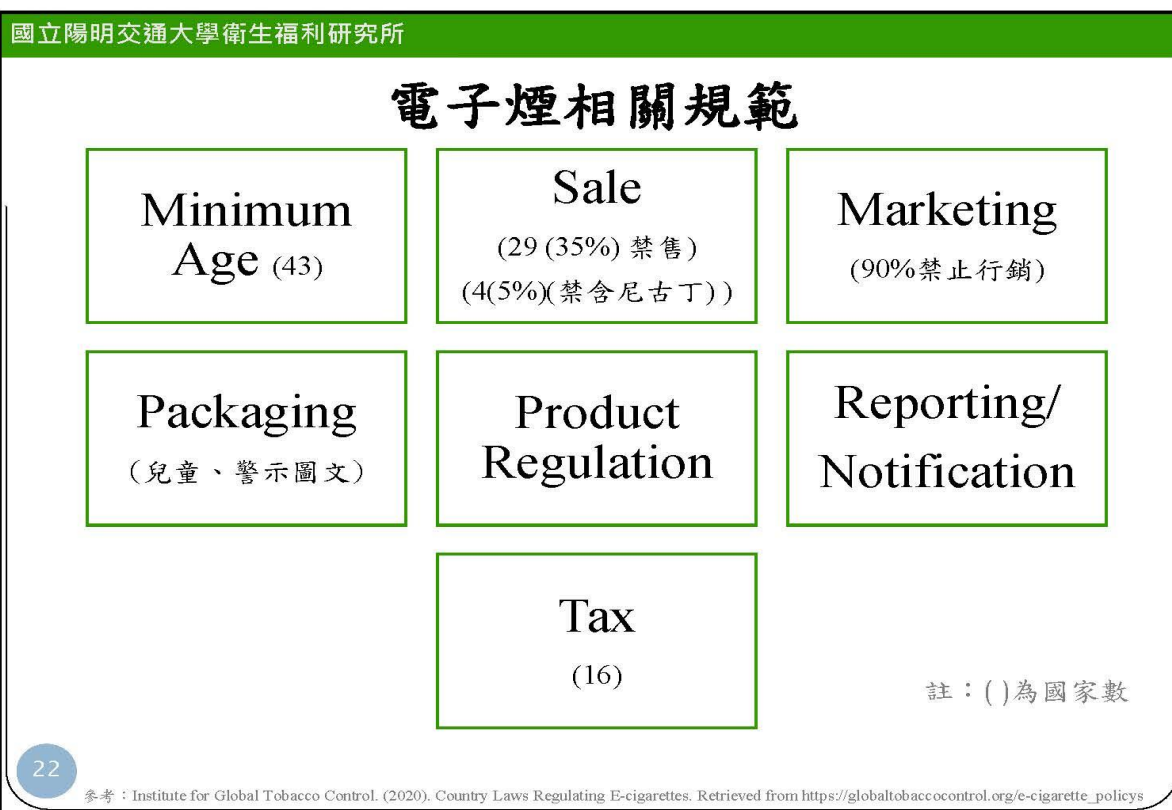 國立陽明交通大學衛生福利研究所
電子煙相關規範
Minimum
Age (43)
Sale
(29 (35%) 禁售)
(4(5%)(禁含尼古丁) )
Marketing
(90%禁止行銷)
Packaging
(兒童、警示圖文)
Product
Regulation
Reporting/
Notification
Tax
(16)
註：( )為國家數
22
參考：Institute for Global Tobacco Control. (2020). Country Laws Regulating E-cigarettes. Retrieved from https://globaltobaccocontrol.org/e-cigarette_policys